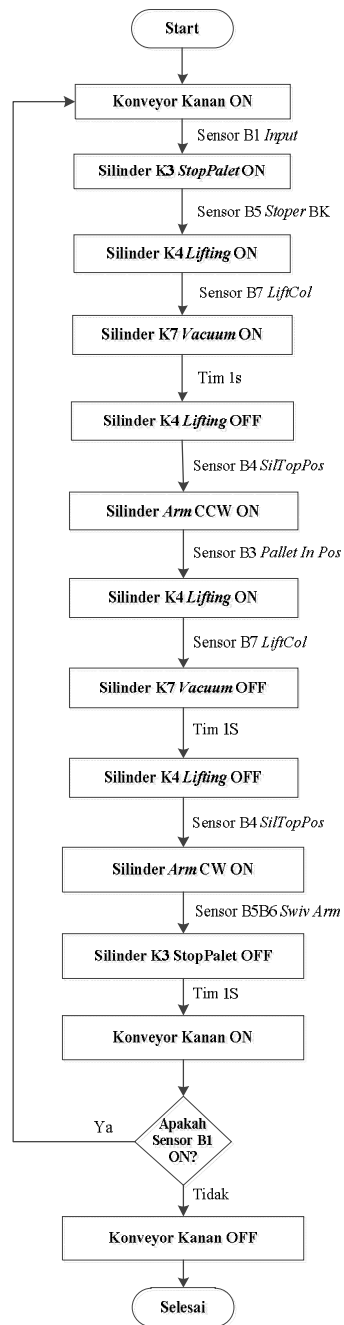 Start
Konveyor Kanan ON
Sensor B1 Input
Silinder K3 StopPalet ON
Sensor B5 Stoper BK
Silinder K4 Lifting ON
Sensor B7 LiftCol
Silinder K7 Vacuum ON
Tim 1s
Silinder K4 Lifting OFF
Sensor B4 SilTopPos
Silinder Arm CCW ON
Sensor B3 Pallet In Pos
Silinder K4 Lifting ON
Sensor B7 LiftCol
Silinder K7 Vacuum OFF
Tim 1S
Silinder K4 Lifting OFF
Sensor B4 SilTopPos
Silinder Arm CW ON
Sensor B5B6 Swiv Arm
Silinder K3 StopPalet OFF
Tim 1S
Konveyor Kanan ON
Ya
Apakah
Sensor B1
ON?
Tidak
Konveyor Kanan OFF
Selesai